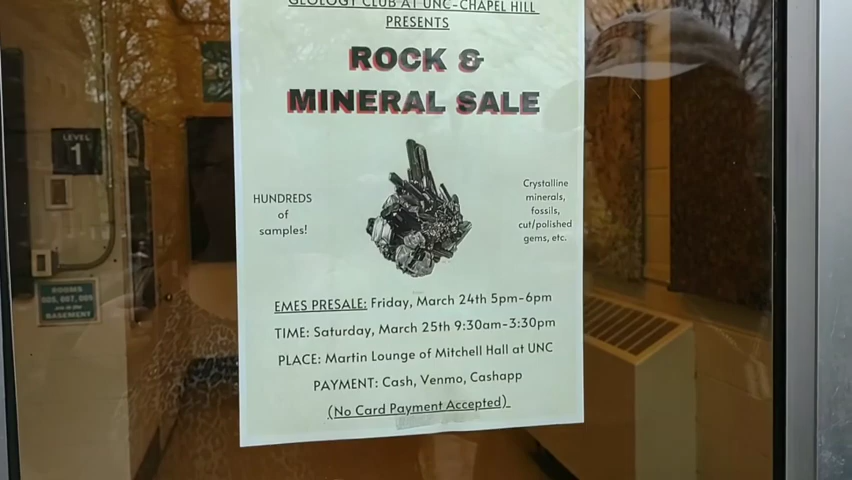 GEOLOGY CLUB AT UNC-CHAPEL HILL
PRESENTS
ROCK &
MINERAL SALE
HUNDREDS
of
samples!
Crystalline
minerals,
fossils,
cut/polished
gems, etc.
EMES PRESALE: Friday, March 24th 5pm-6pm
TIME: Saturday, March 25th 9:30am-3:30pm
PLACE: Martin Lounge of Mitchell Hall at UNC
PAYMENT: Cash, Venmo, Cashapp
(No Card Payment Accepted)
LEVEL
1
ROOMS
BASEMENT